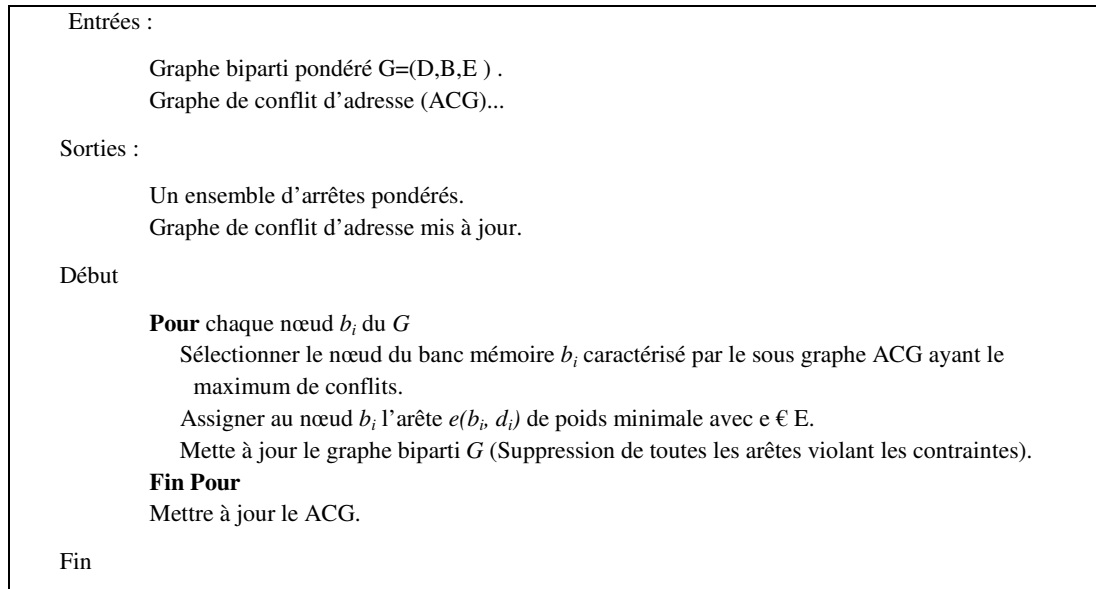 Entrées :
Graphe biparti pondéré G=(D,B,E ) .
Graphe de conflit d'adresse (ACG)...
Sorties :
Un ensemble d'arrêtes pondérés.
Graphe de conflit d'adresse mis à jour.
Début
Pour chaque nœud bi du G
Sélectionner le nœud du banc mémoire bi caractérisé par le sous graphe ACG ayant le
maximum de conflits.
Assigner au nœud bi l'arête e(bi, di) de poids minimale avec e € E.
Mette à jour le graphe biparti G (Suppression de toutes les arêtes violant les contraintes).
Fin Pour
Mettre à jour le ACG.
Fin